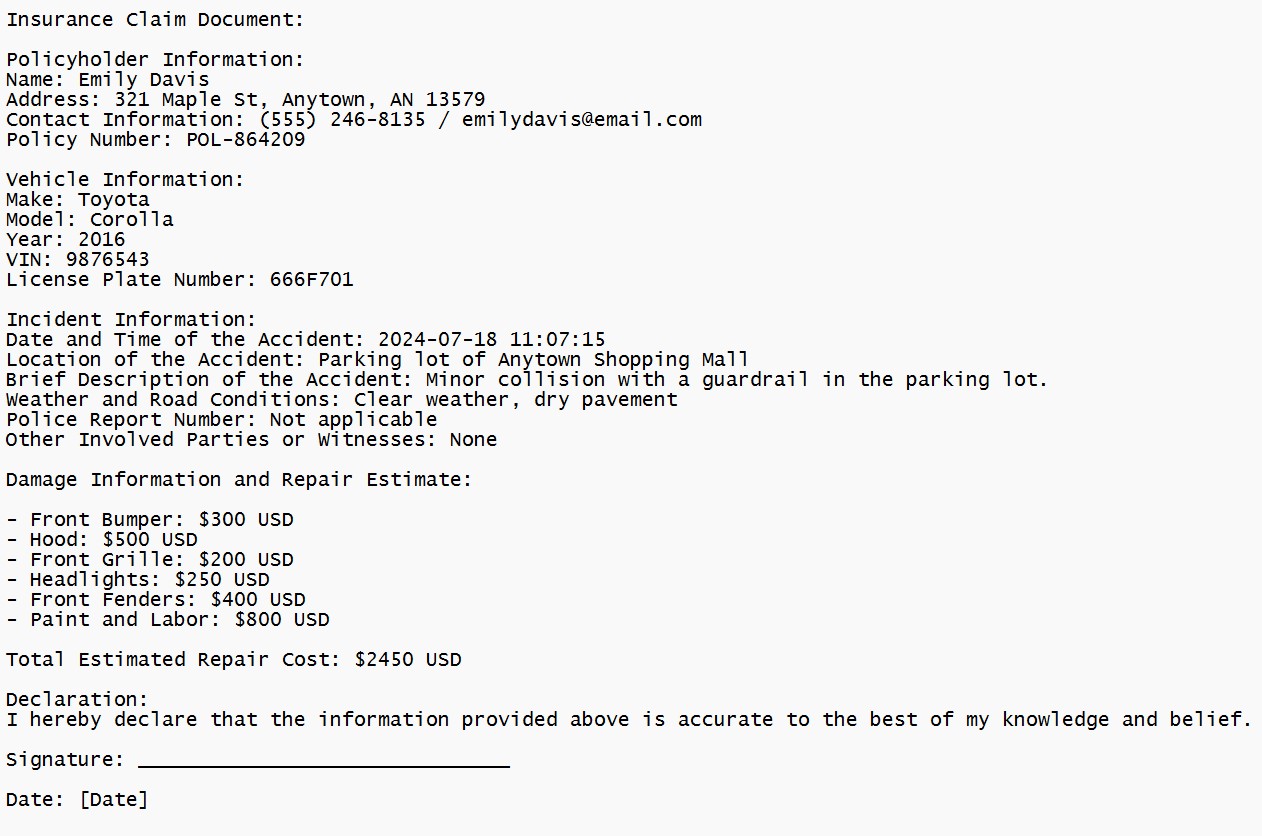 Insurance Claim Document:
Policyholder Information:
Name: Emily Davis
Address: 321 Maple St, Anytown, AN 13579
Contact Information: (555) 246-8135 / emilydavis@email.com
Policy Number: POL-864209
Vehicle Information:
Make: Toyota
Model: Corolla
Year: 2016
VIN: 9876543
License Plate Number: 666F701
Incident Information:
Date and Time of the Accident: 2024-07-18 11:07:15
Location of the Accident: Parking lot of Anytown Shopping Mall
Brief Description of the Accident: Minor collision with a guardrail in the parking lot.
Weather and Road Conditions: Clear weather, dry pavement
Police Report Number: Not applicable
Other Involved Parties or Witnesses: None
Damage Information and Repair Estimate:
- Front Bumper: $300 USD
- Hood: $500 USD
- Front Grille: $200 USD
- Headlights: $250 USD
- Front Fenders: $400 USD
- Paint and Labor: $800 USD
Total Estimated Repair Cost: $2450 USD
Declaration:
I hereby declare that the information provided above is accurate to the best of my knowledge and belief.
Signature: _______________________________
Date: [Date]